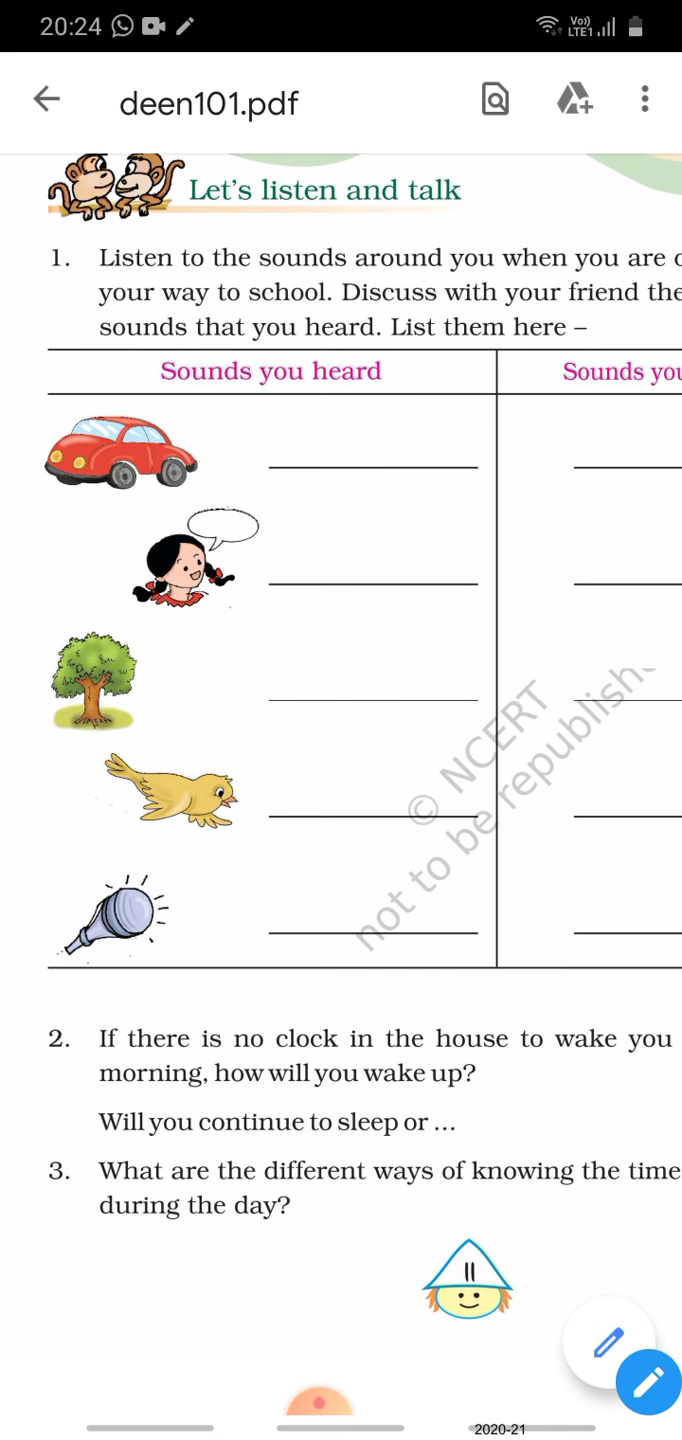 20:24
Vo))
LTE1
deen101.pdf
Let's listen and talk
1. Listen to the sounds around you when you are
your way to school. Discuss with your friend the
sounds that you heard. List them here –
Sounds you heard
Sounds you
© NCERT
not to be republish
2. If there is no clock in the house to wake you
morning, how will you wake up?
Will you continue to sleep or ...
3. What are the different ways of knowing the time
during the day?
11
2020-21